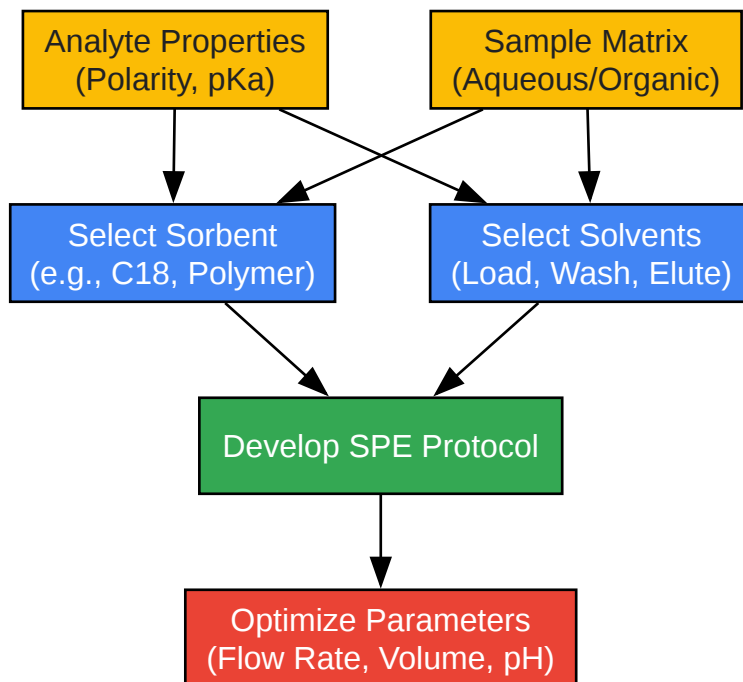 Analyte Properties
(Polarity, pKa)
Sample Matrix
(Aqueous/Organic)
Select Sorbent
(e.g., C18, Polymer)
Select Solvents
(Load, Wash, Elute)
Develop SPE Protocol
Optimize Parameters
(Flow Rate, Volume, pH)